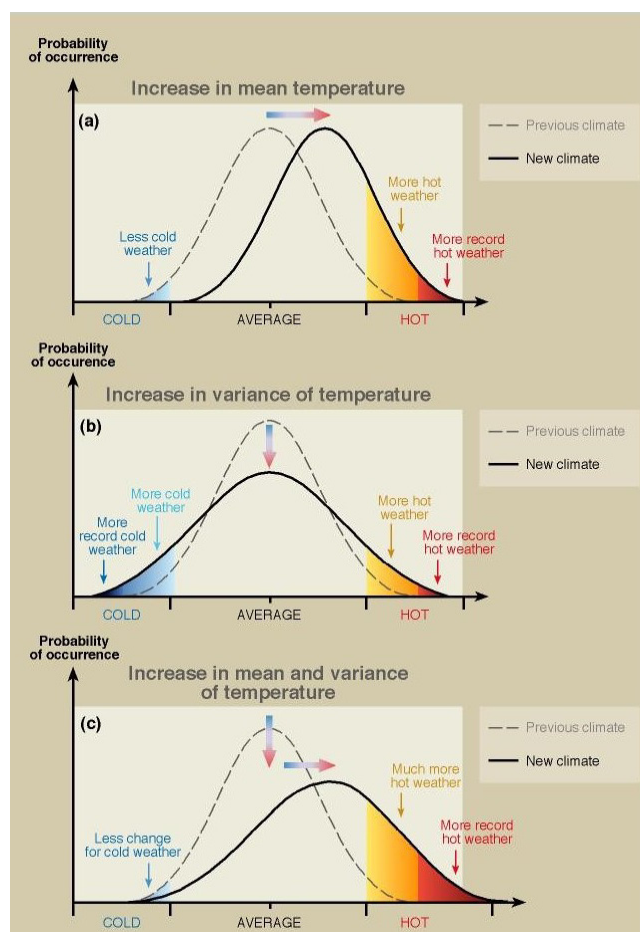 Probability
of occurrence
Increase in mean temperature
(a)
Previous climate
New climate
More hot
weather
Less cold
weather
More record
hot weather
COLD
AVERAGE
HOT
Probability
of occurence
Increase in variance of temperature
(b)
Previous climate
New climate
More cold
weather
More
record cold
weather
More hot
weather
More record
hot weather
COLD
AVERAGE
HOT
Probability
of occurrence
Increase in mean and variance
of temperature
(c)
Previous climate
New climate
Much more
hot weather
Less change
for cold weather
More record
hot weather
COLD
AVERAGE
HOT